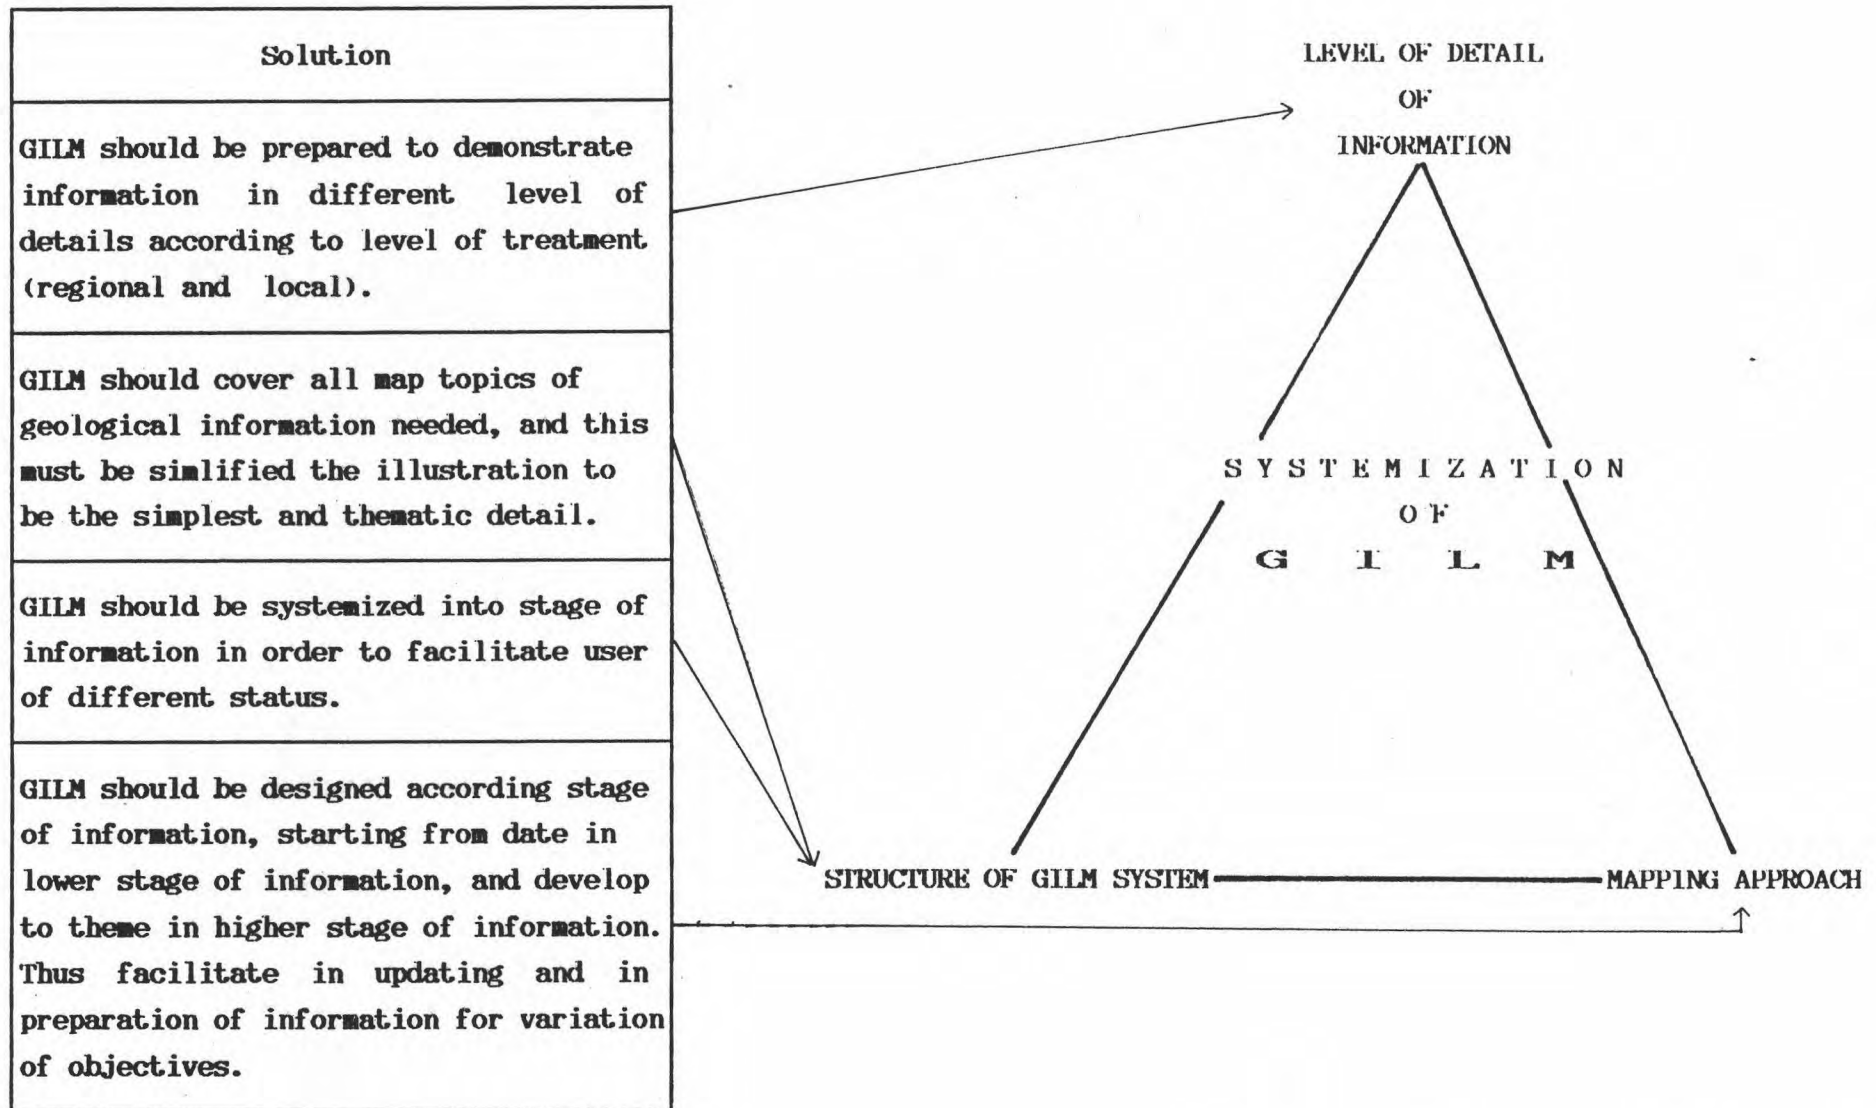 Solution
GILM should be prepared to demonstrate
information in different level of
details according to level of treatment
(regional and local).
GILM should cover all map topics of
geological information needed, and this
must be simlified the illustration to
be the simplest and thematic detail.
GILM should be systemized into stage of
information in order to facilitate user
of different status.
GILM should be designed according stage
of information, starting from date in
lower stage of information, and develop
to theme in higher stage of information.
Thus facilitate in updating and in
preparation of information for variation
of objectives.
LEVEL OF DETAIL
OF
INFORMATION
SYSTEMIZATION
OF
GILM
STRUCTURE OF GILM SYSTEM
MAPPING APPROACH